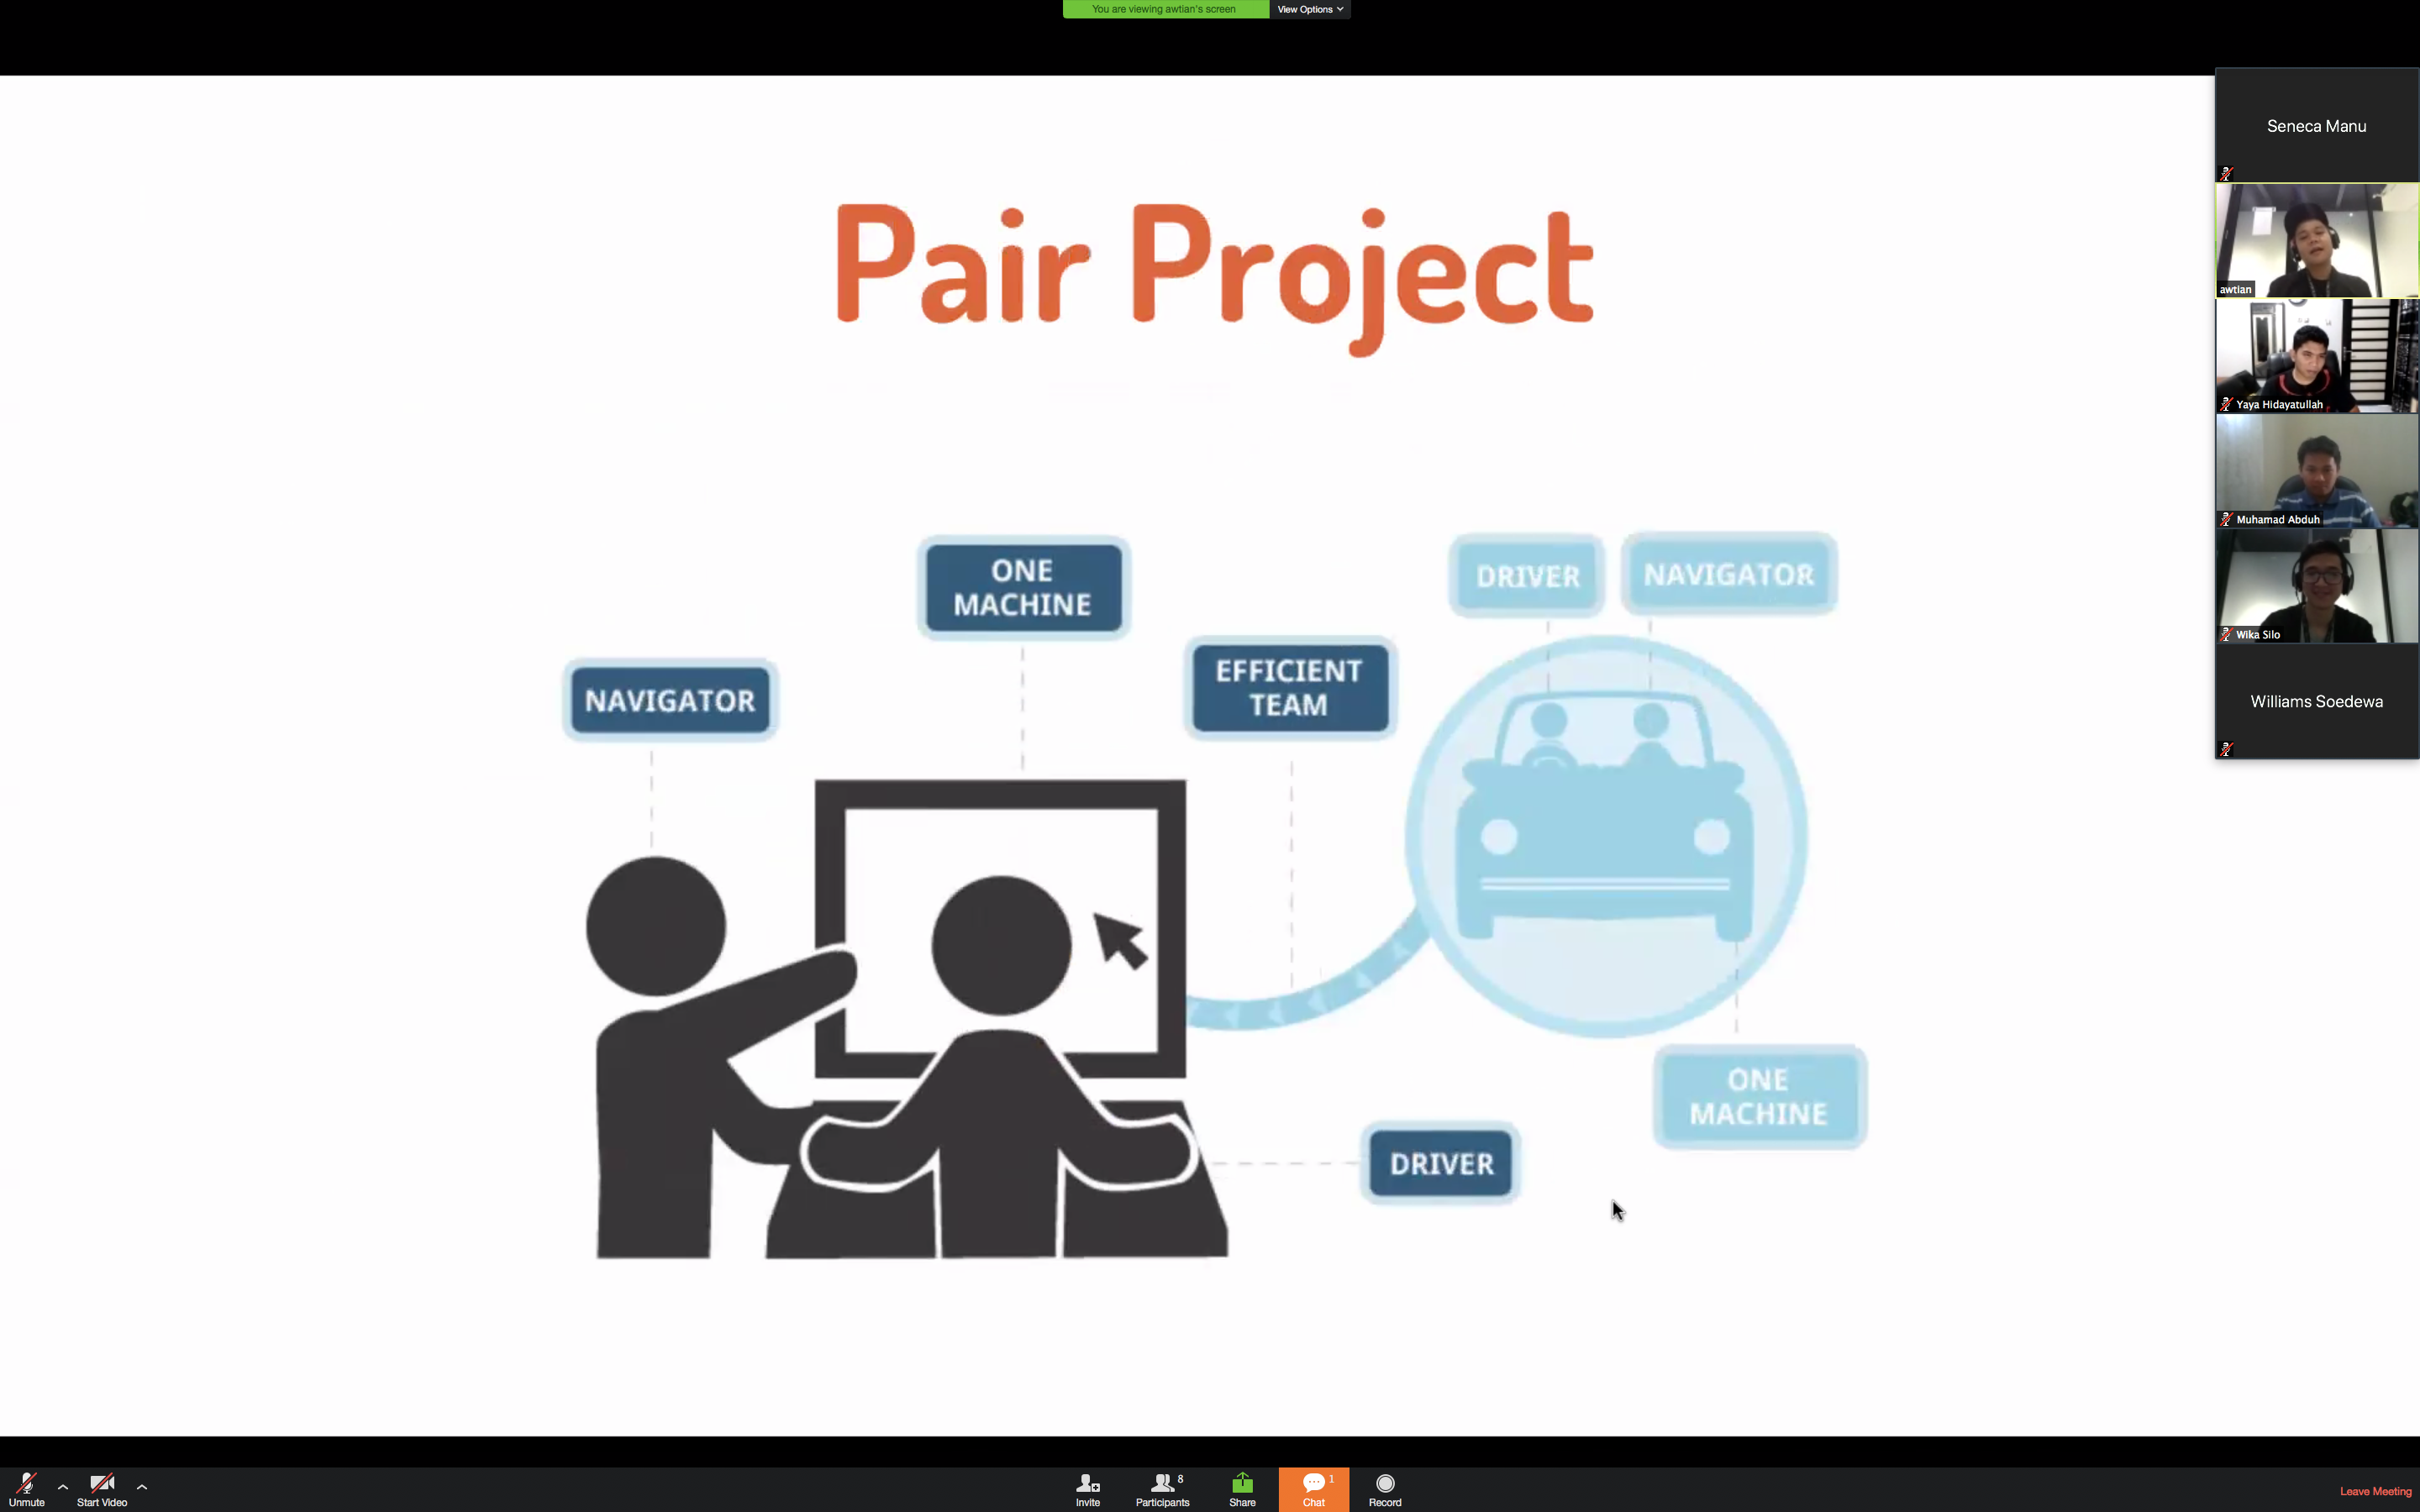 You are viewing awtian's screen
View Options
Pair Project
ONE
MACHINE
NAVIGATOR
EFFICIENT
TEAM
DRIVER
NAVIGATOR
ONE
MACHINE
DRIVER
Seneca Manu
awtian
Yaya Hidayatullah
Muhamad Abduh
Wika Silo
Williams Soedewa
Unmute
Start Video
Invite
Participants
8
Share
Chat
1
Record
Leave Meeting